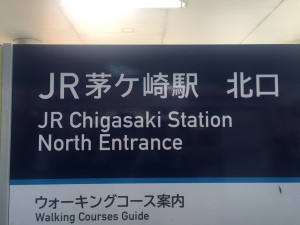 JR茅ケ崎駅 北口
JR Chigasaki Station
North Entrance
ウォーキングコース案内
Walking Courses Guide